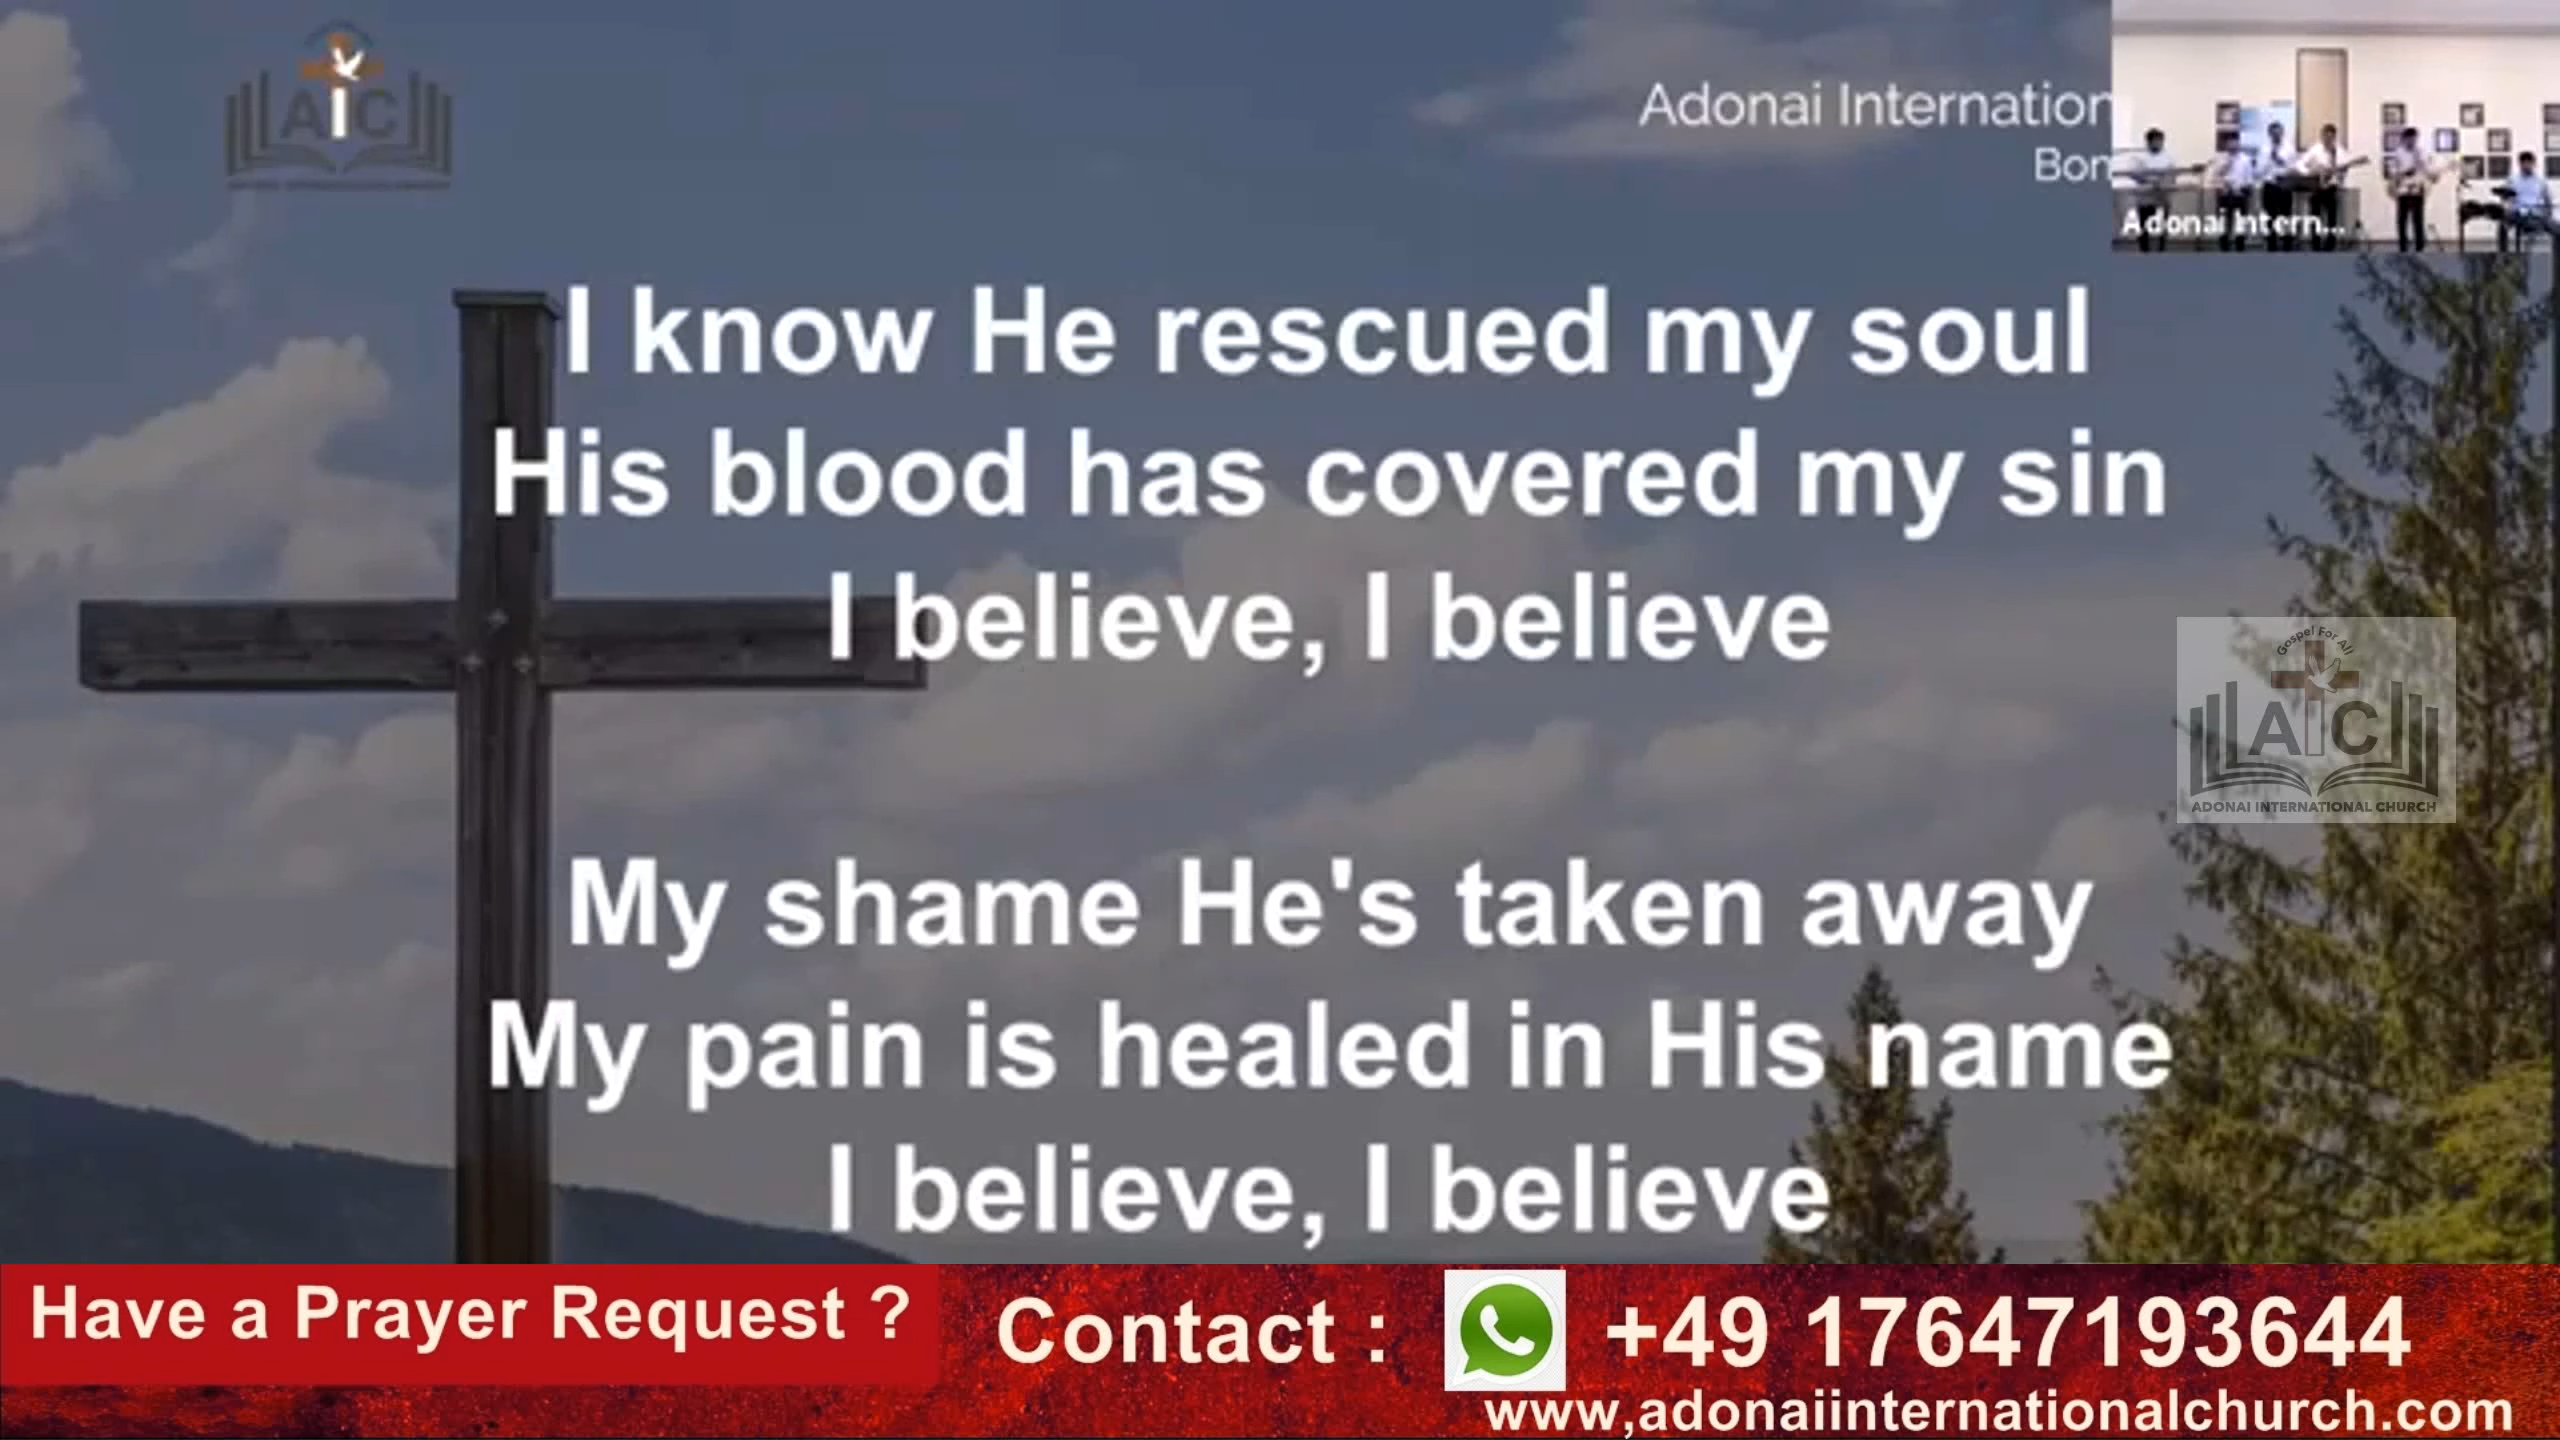 AiC
Adonai Internation
Bon
Adonai Intern...
I know He rescued my soul
His blood has covered my sin
I believe, I believe
Gospel For All
AiC
ADONAI INTERNATIONAL CHURCH
My shame He's taken away
My pain is healed in His name
I believe, I believe
Have a Prayer Request ?
Contact :
+49 17647193644
www,adonaiinternationalchurch.com